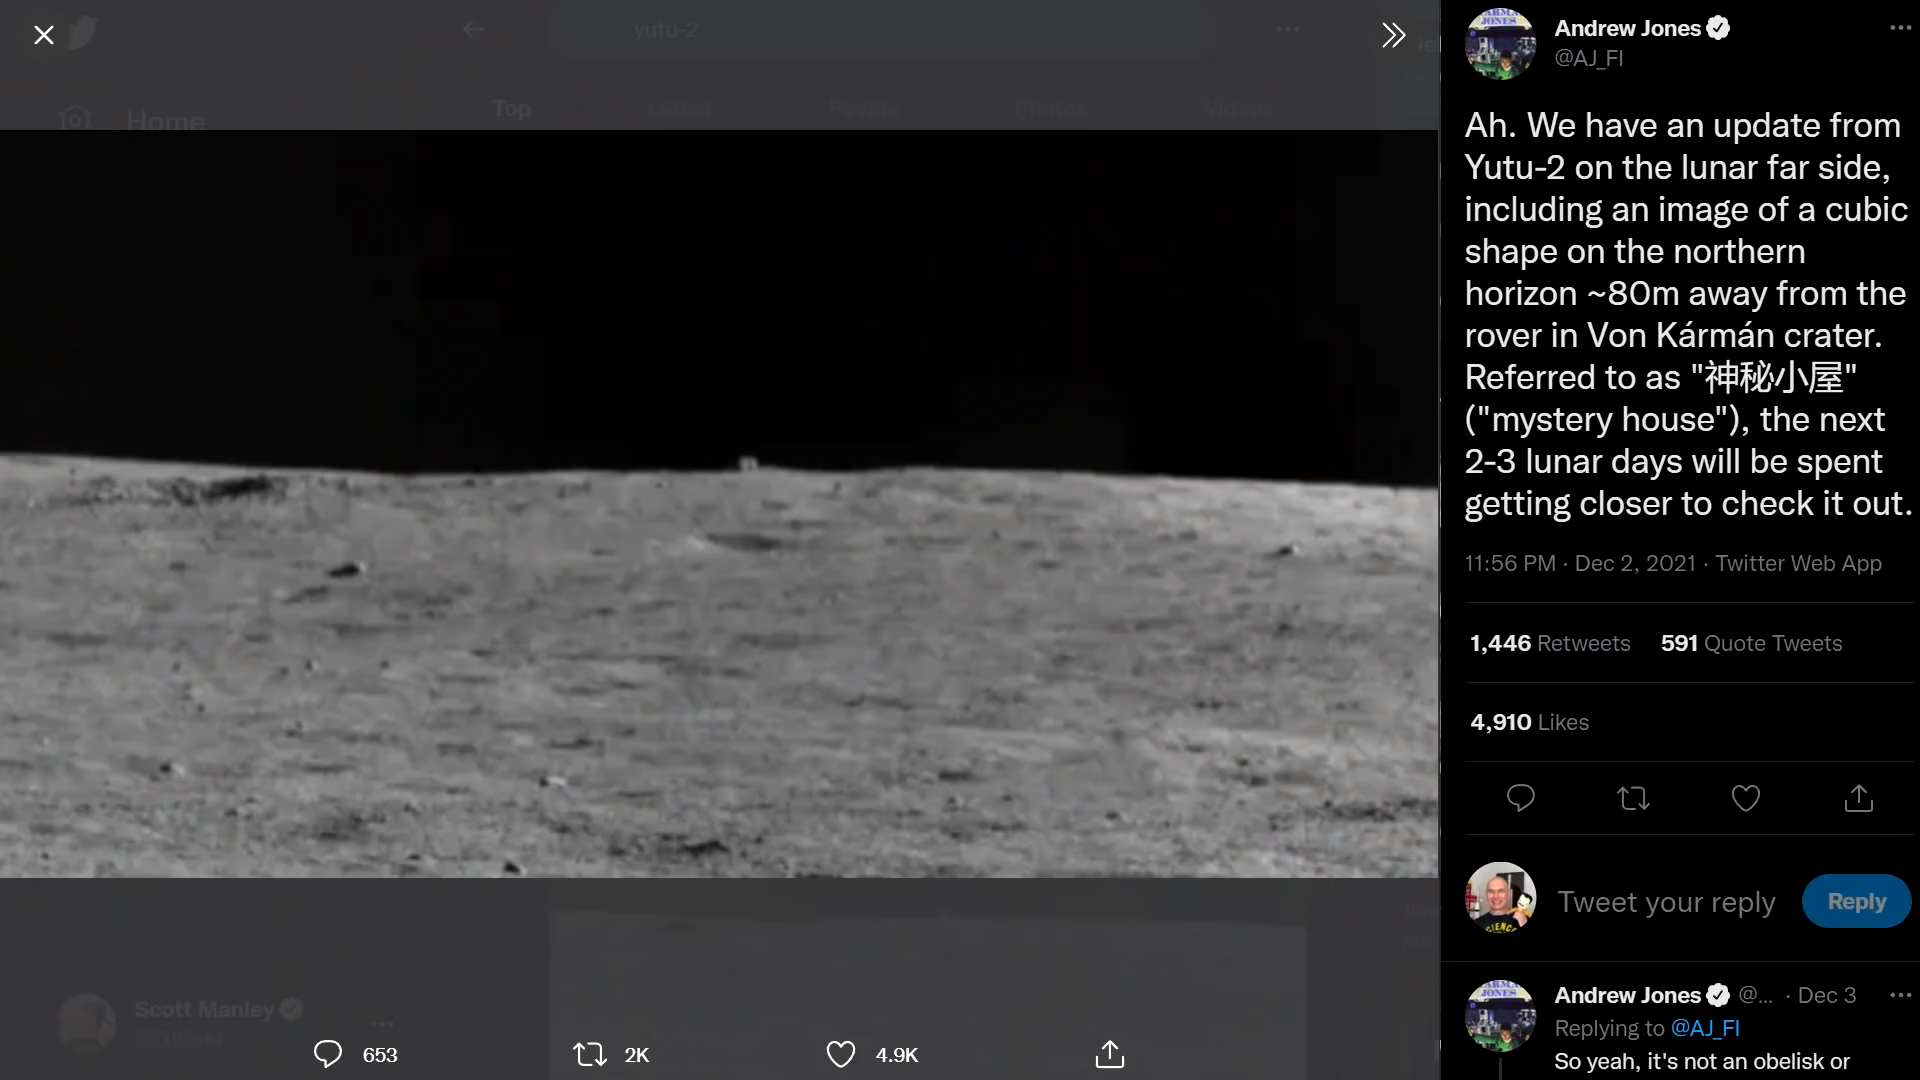 yutu-2
Home
Top
Latest
People
Photos
Videos
Scott Manley
653
2K
4.9K
Andrew Jones
@AJ_FI
Ah. We have an update from
Yutu-2 on the lunar far side,
including an image of a cubic
shape on the northern
horizon ~80m away from the
rover in Von Kármán crater.
Referred to as "神秘小屋"
("mystery house"), the next
2-3 lunar days will be spent
getting closer to check it out.
11:56 PM · Dec 2, 2021 · Twitter Web App
1,446 Retweets 591 Quote Tweets
4,910 Likes
Tweet your reply
Reply
Andrew Jones @... · Dec 3
Replying to @AJ_FI
So yeah, it's not an obelisk or